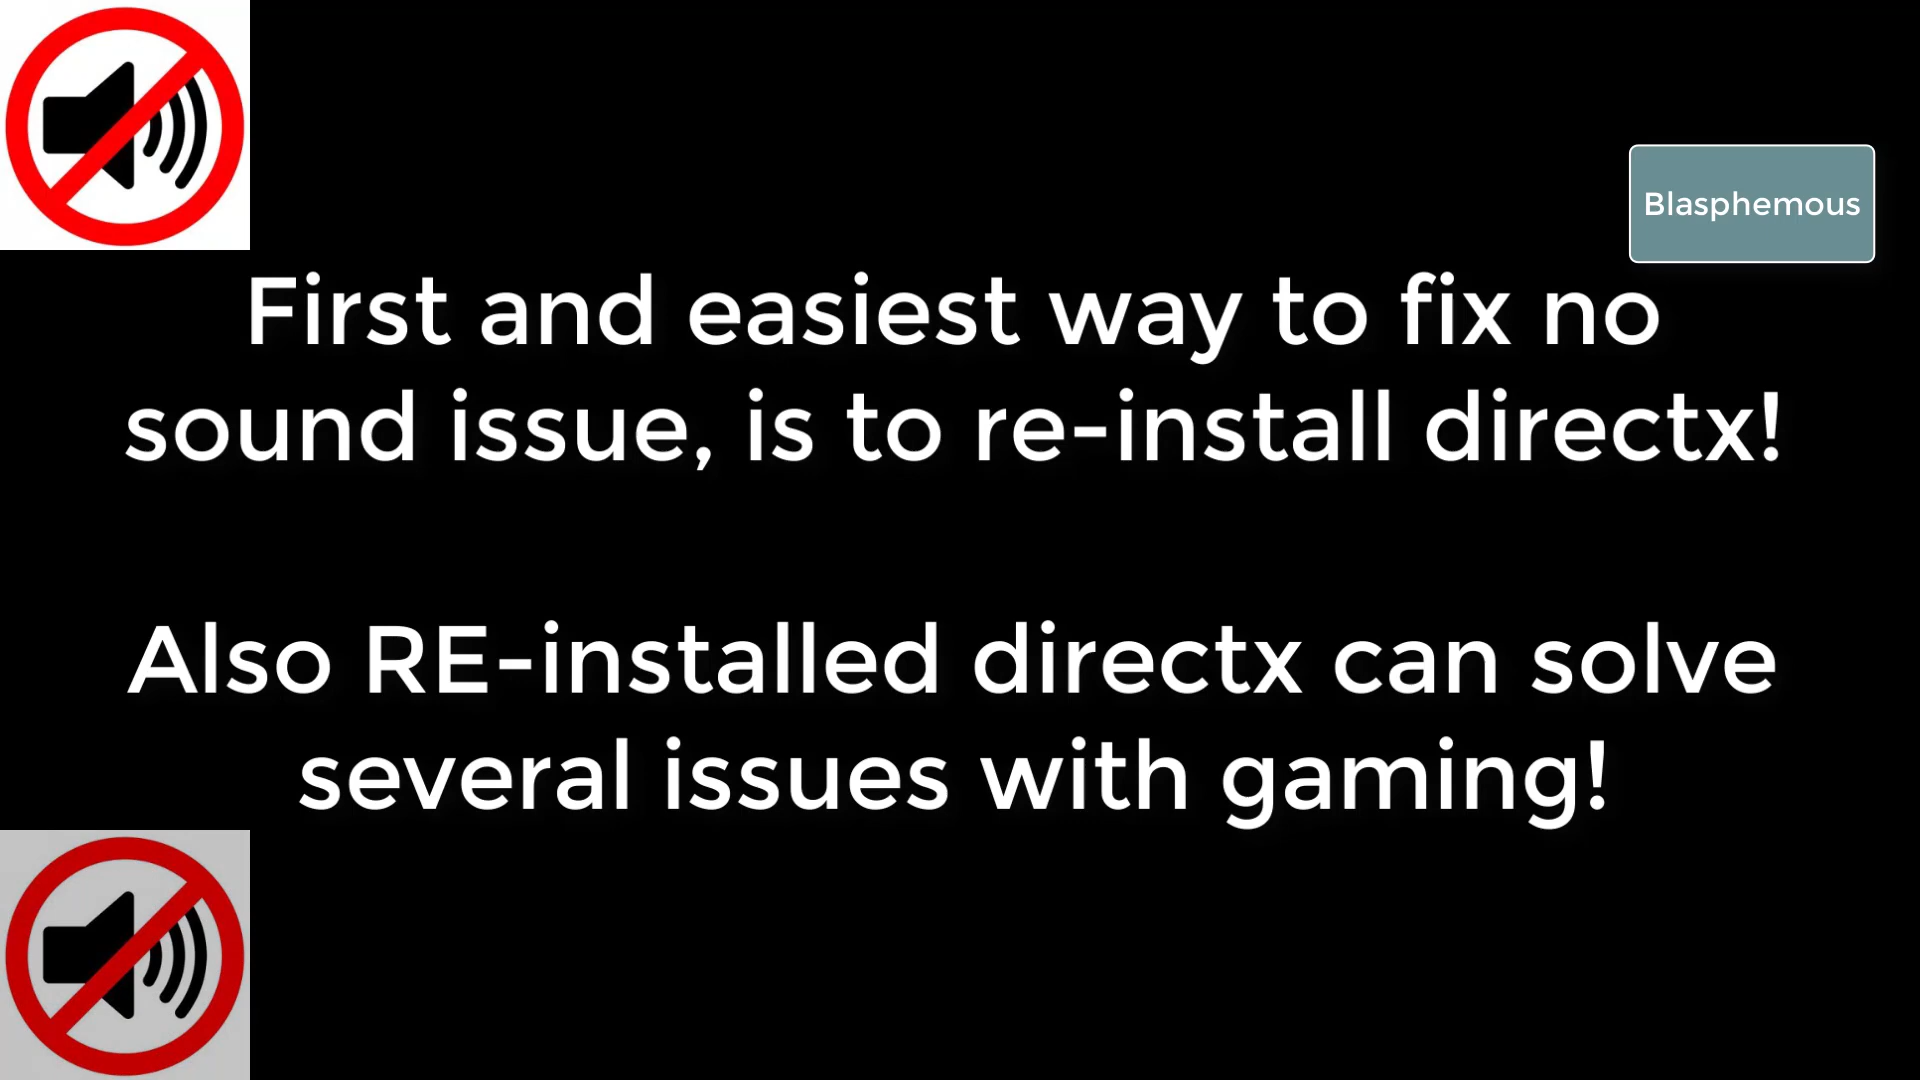 Blasphemous
First and easiest way to fix no
sound issue, is to re-install directx!
Also RE-installed directx can solve
several issues with gaming!